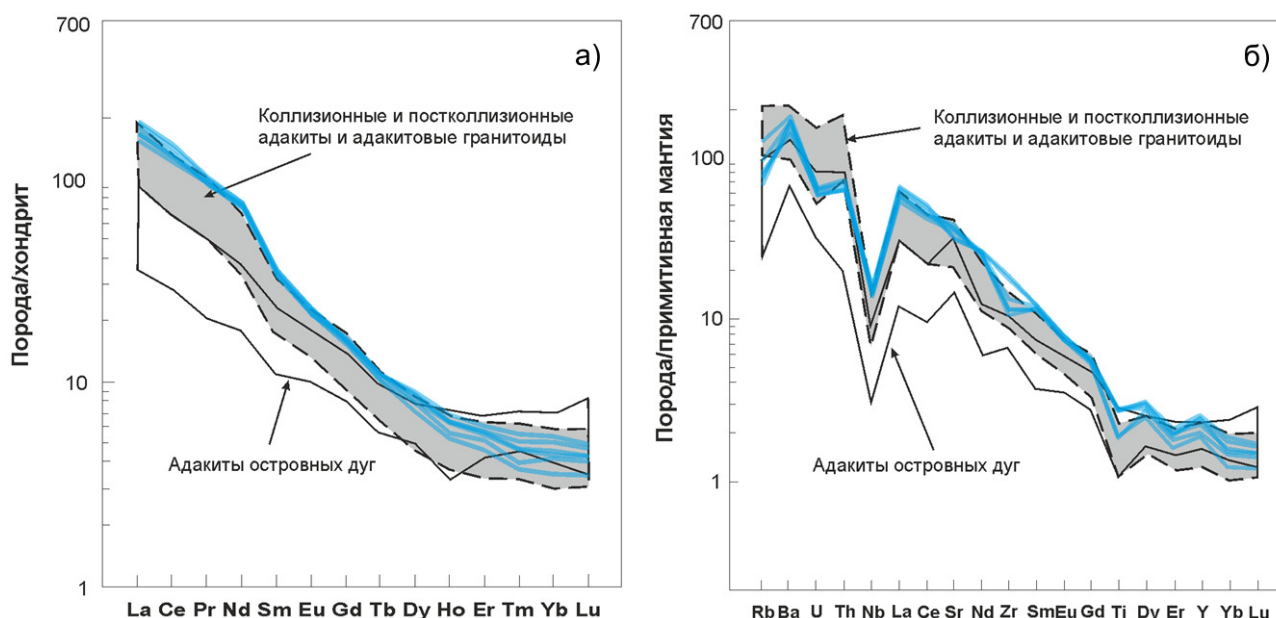 700
100
10
1
Порода/хондрит
а)
Коллизионные и постколлизионные
адакиты и адакитовые гранитоиды
Адакиты островных дуг
La Ce Pr Nd Sm Eu Gd Tb Dy Ho Er Tm Yb Lu
700
100
10
1
Порода/примитивная мантия
б)
Коллизионные и постколлизионные
адакиты и адакитовые гранитоиды
Адакиты островных дуг
Rb Ba U Th Nb La Ce Sr Nd Zr Sm Eu Gd Ti Dy Er Y Yb Lu